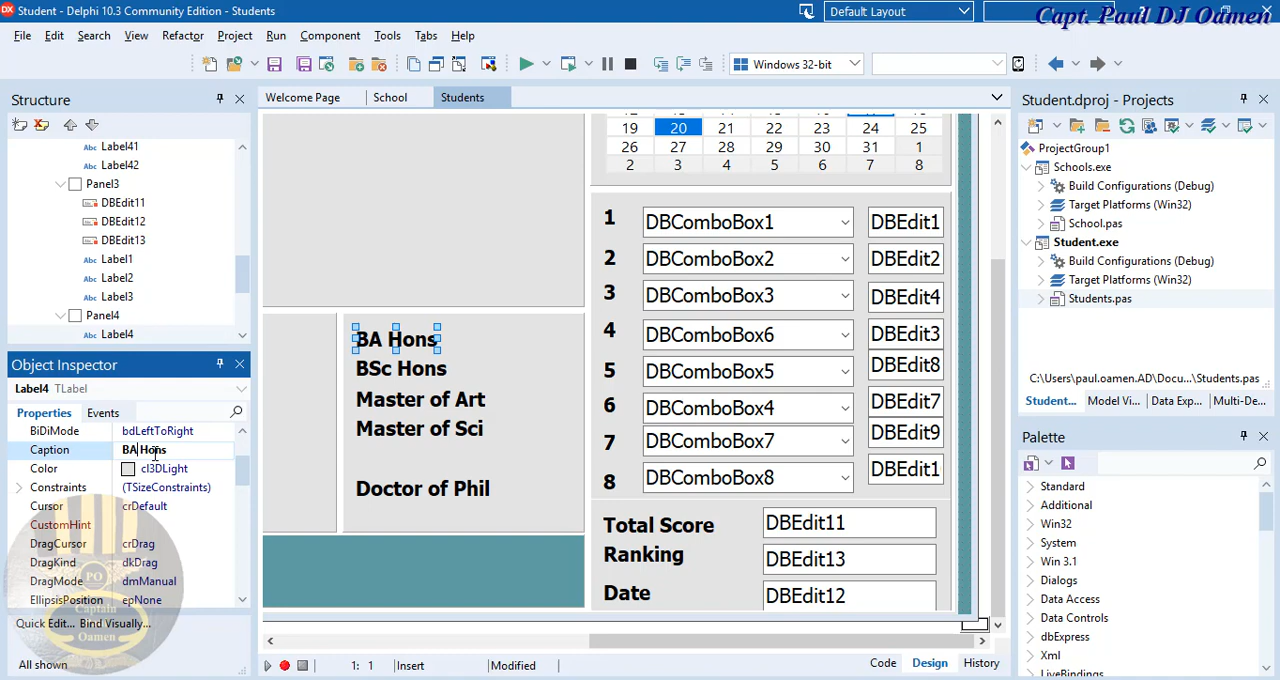 Student - Delphi 10.3 Community Edition - Students
Default Layout
Capt. Paul DJ Oamen
File Edit Search View Refactor Project Run Component Tools Tabs Help
Windows 32-bit
Structure
Label41
Label42
Panel3
DBEdit11
DBEdit12
DBEdit13
Label1
Label2
Label3
Panel4
Label4
Object Inspector
Label4 TLabel
Properties Events
BiDiMode bdLeftToRight
Caption BA Hons
Color cl3DLight
Constraints (TSizeConstraints)
Cursor crDefault
CustomHint
DragCursor crDrag
DragKind dkDrag
DragMode dmManual
EllipsisPosition epNone
PO
Captain
Oamen
Quick Edit... Bind Visually...
All shown
Welcome Page School Students
19 20 21 22 23 24 25
26 27 28 29 30 31 1
2 3 4 5 6 7 8
BA Hons
BSc Hons
Master of Art
Master of Sci
Doctor of Phil
1 DBComboBox1 DBEdit1
2 DBComboBox2 DBEdit2
3 DBComboBox3 DBEdit4
4 DBComboBox6 DBEdit3
5 DBComboBox5 DBEdit8
6 DBComboBox4 DBEdit7
7 DBComboBox7 DBEdit9
8 DBComboBox8 DBEdit1
Total Score DBEdit11
Ranking DBEdit13
Date DBEdit12
1: 1 Insert Modified
Code Design History
Student.dproj - Projects
ProjectGroup1
Schools.exe
Build Configurations (Debug)
Target Platforms (Win32)
School.pas
Student.exe
Build Configurations (Debug)
Target Platforms (Win32)
Students.pas
C:\Users\paul.oamen.AD\Docu...\Students.pas
Student... Model Vi... Data Exp... Multi-De...
Palette
Standard
Additional
Win32
System
Win 3.1
Dialogs
Data Access
Data Controls
dbExpress
Xml
LiveBindings